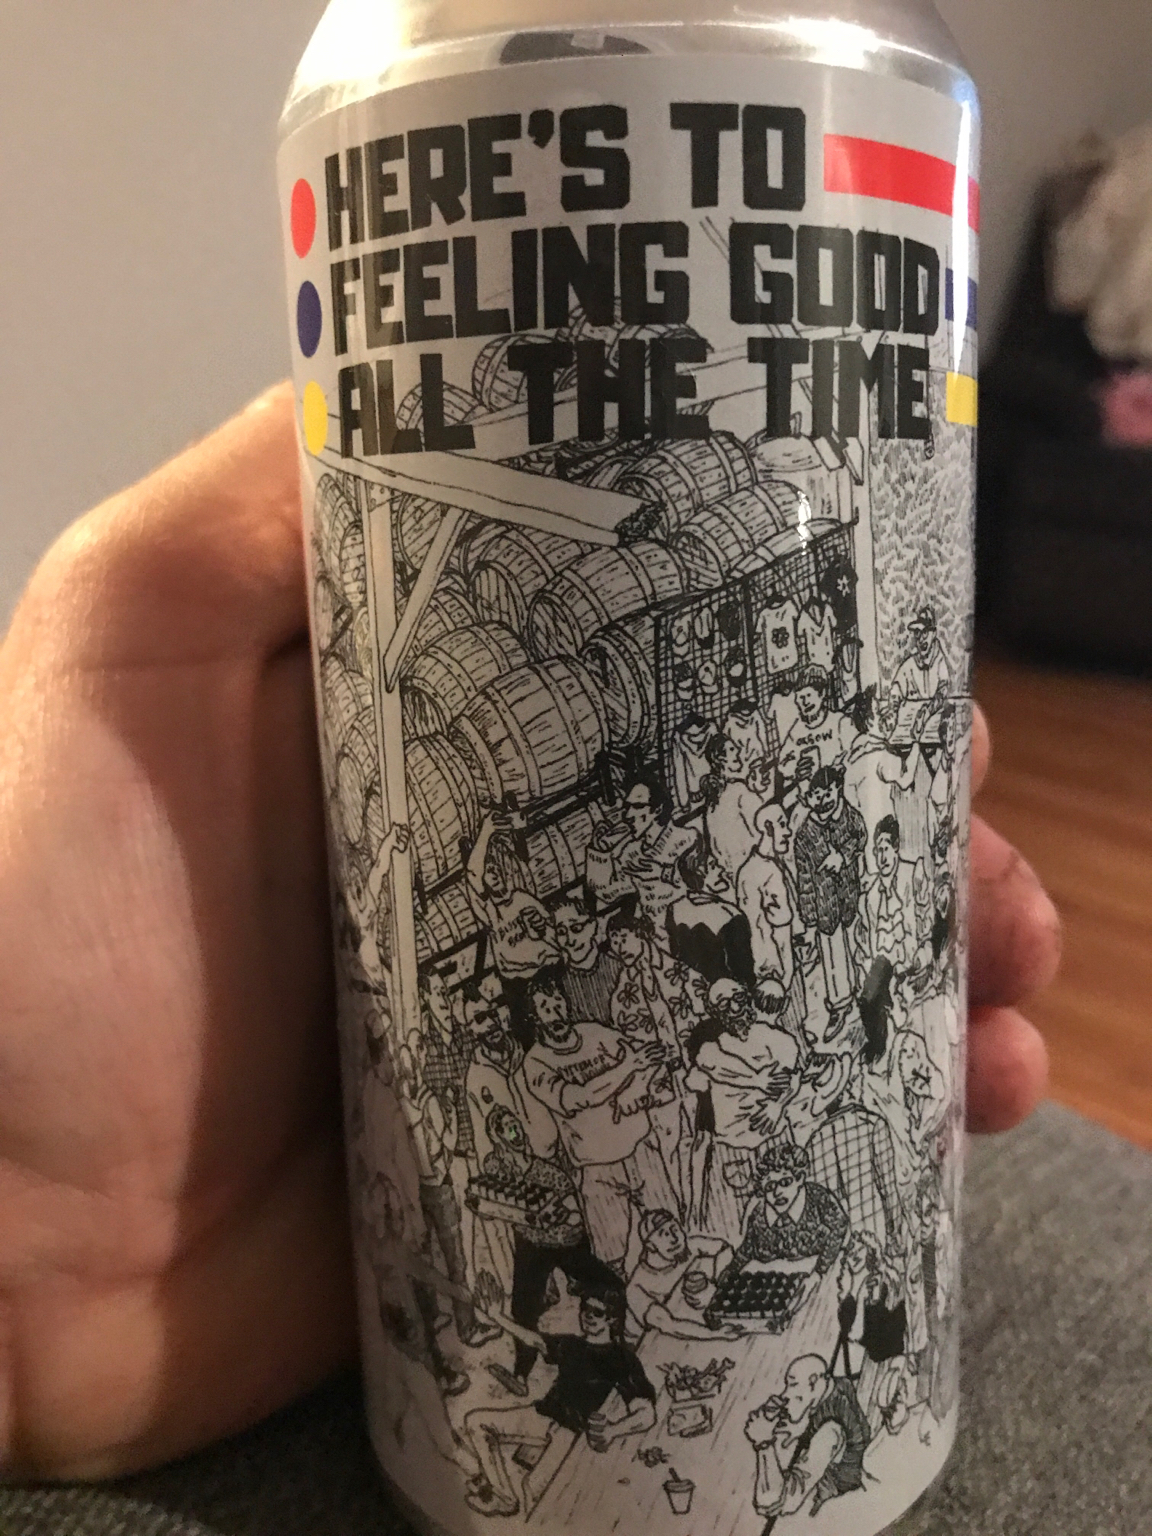 HERE'S TO
FEELING GOOD
ALL THE TIME